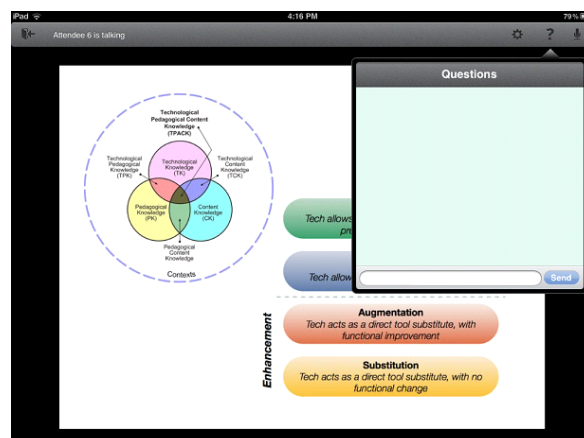 iPad
4:16 PM
79%
Attendee 6 is talking
?
Questions
Send
Technological
Pedagogical Content
Knowledge
(TPACK)
Technological
Pedagogical
Knowledge
(TPK)
Technological
Knowledge
(TK)
Technological
Content
Knowledge
(TCK)
Pedagogical
Knowledge
(PK)
Content
Knowledge
(CK)
Pedagogical
Content
Knowledge
Contexts
Tech allows
Tech allow
Enhancement
Augmentation
Tech acts as a direct tool substitute, with
functional improvement
Substitution
Tech acts as a direct tool substitute, with no
functional change